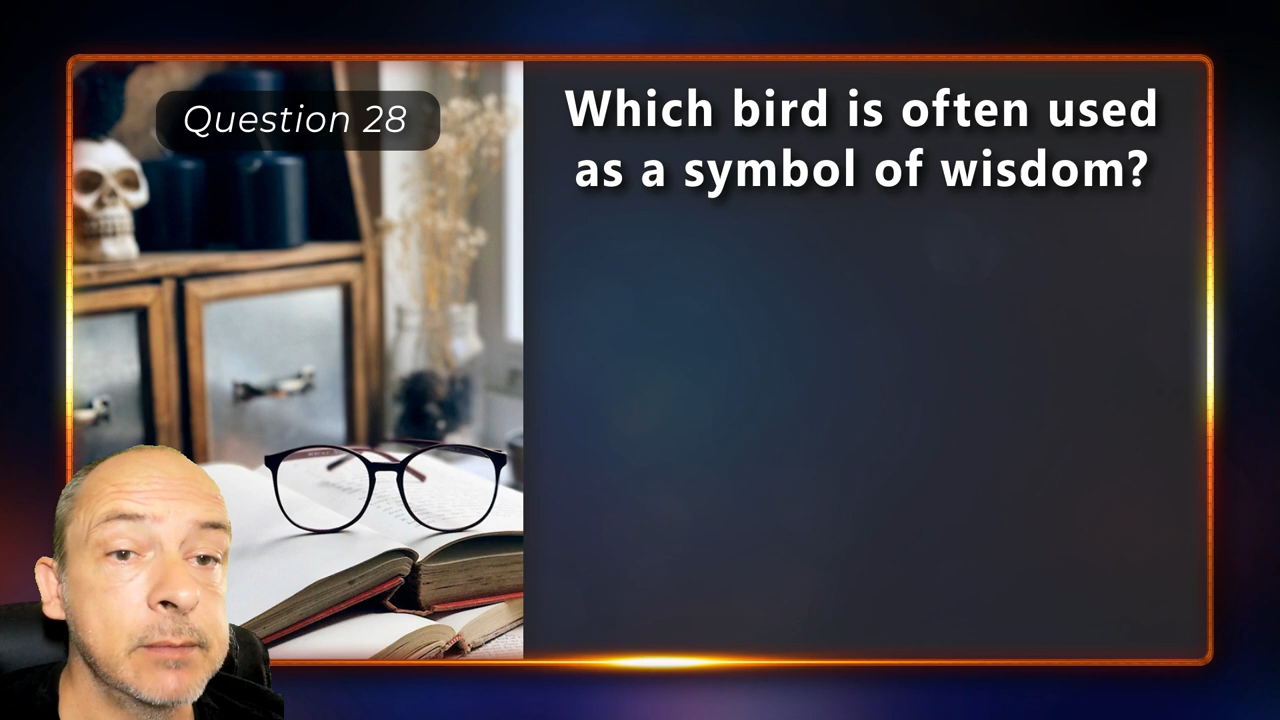 Question 28
Which bird is often used
as a symbol of wisdom?